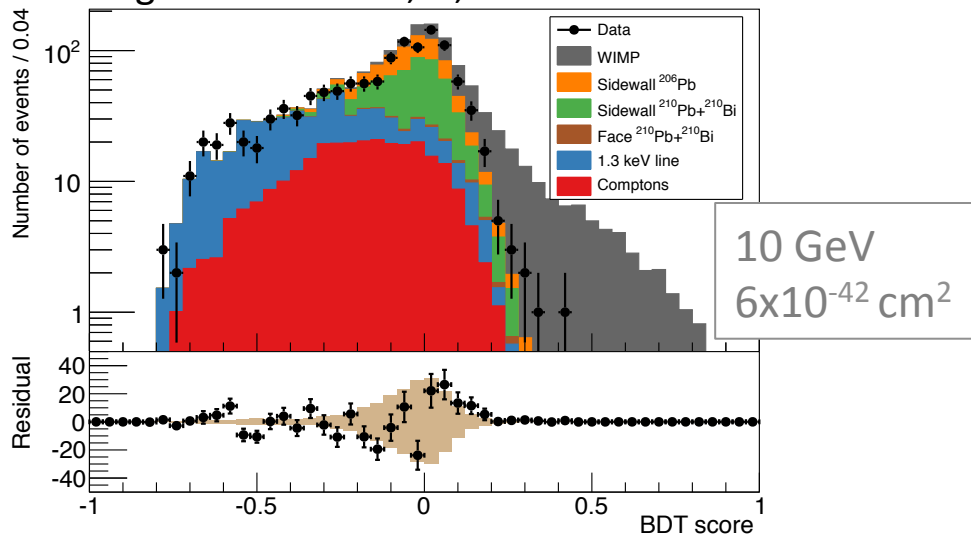 10²
10
1
Number of events / 0.04
Data
WIMP
Sidewall ²⁰⁶Pb
Sidewall ²¹⁰Pb+²¹⁰Bi
Face ²¹⁰Pb+²¹⁰Bi
1.3 keV line
Comptons
10 GeV
6x10⁻⁴² cm²
Residual
40
20
0
-20
-40
-1 -0.5 0 0.5 1
BDT score